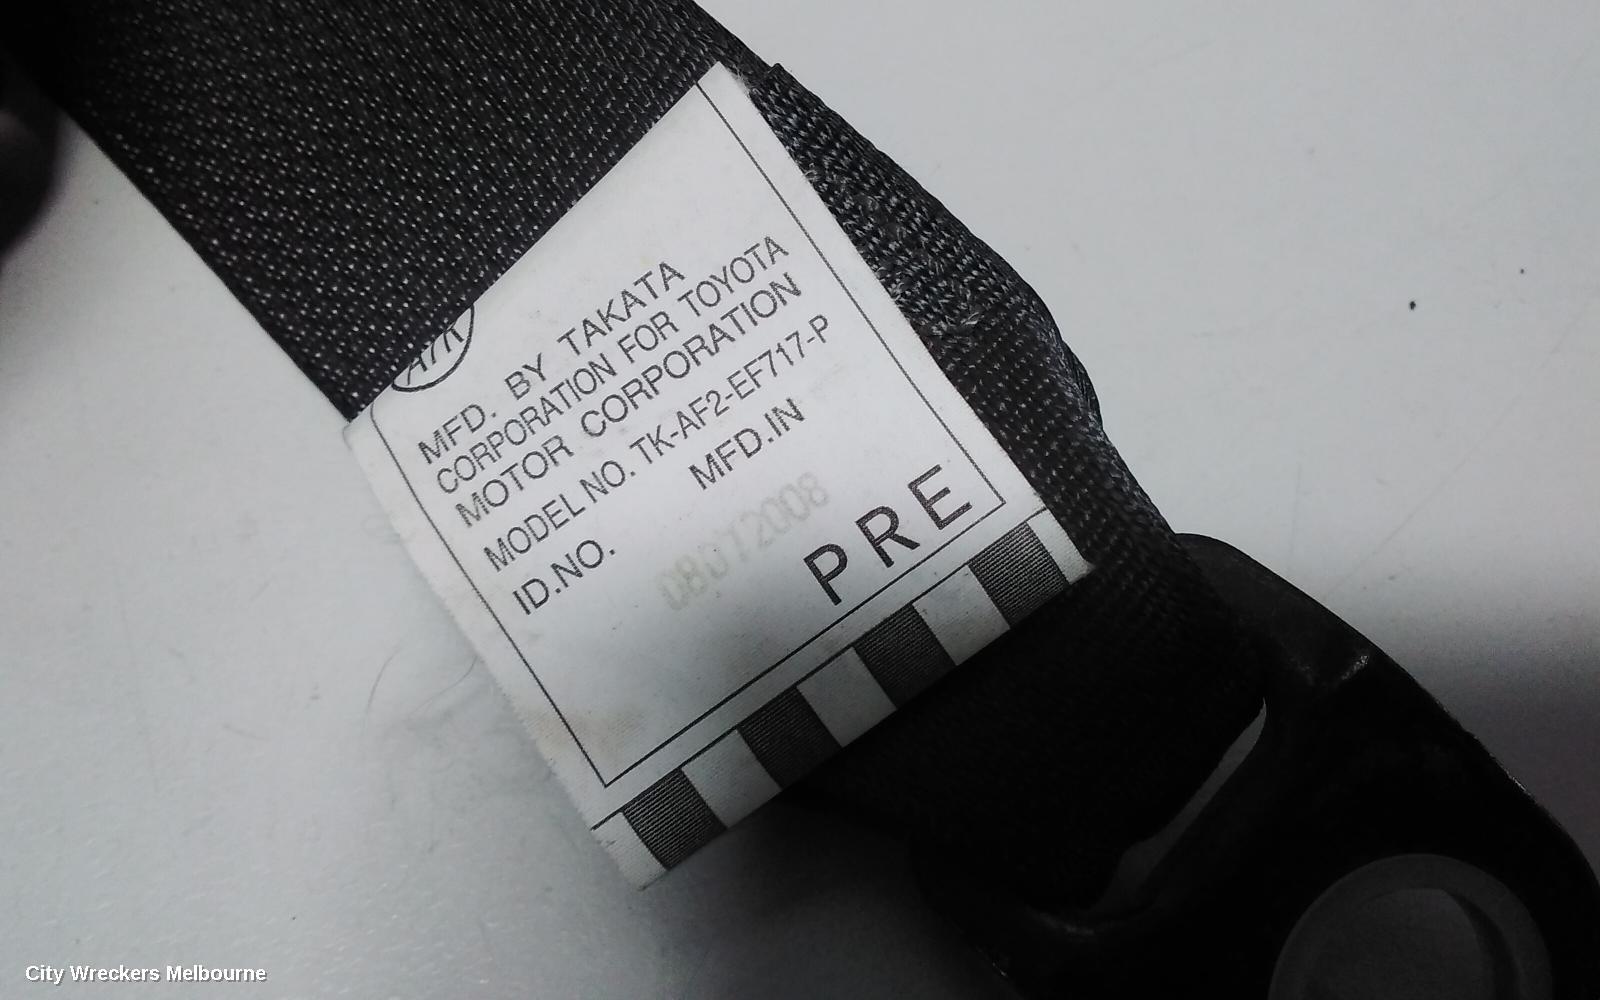 MFD. BY TAKATA
CORPORATION FOR TOYOTA
MOTOR CORPORATION
MODEL NO. TK-AF2-EF717-P
MFD.IN
ID.NO.
PRE
City Wreckers Melbourne